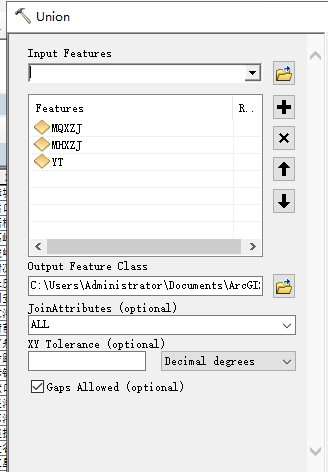 Union
Input Features
Features R..
MQXZJ
MHXZJ
YT
Output Feature Class
C:\Users\Administrator\Documents\ArcGI
JoinAttributes (optional)
ALL
XY Tolerance (optional)
Decimal degrees
Gaps Allowed (optional)